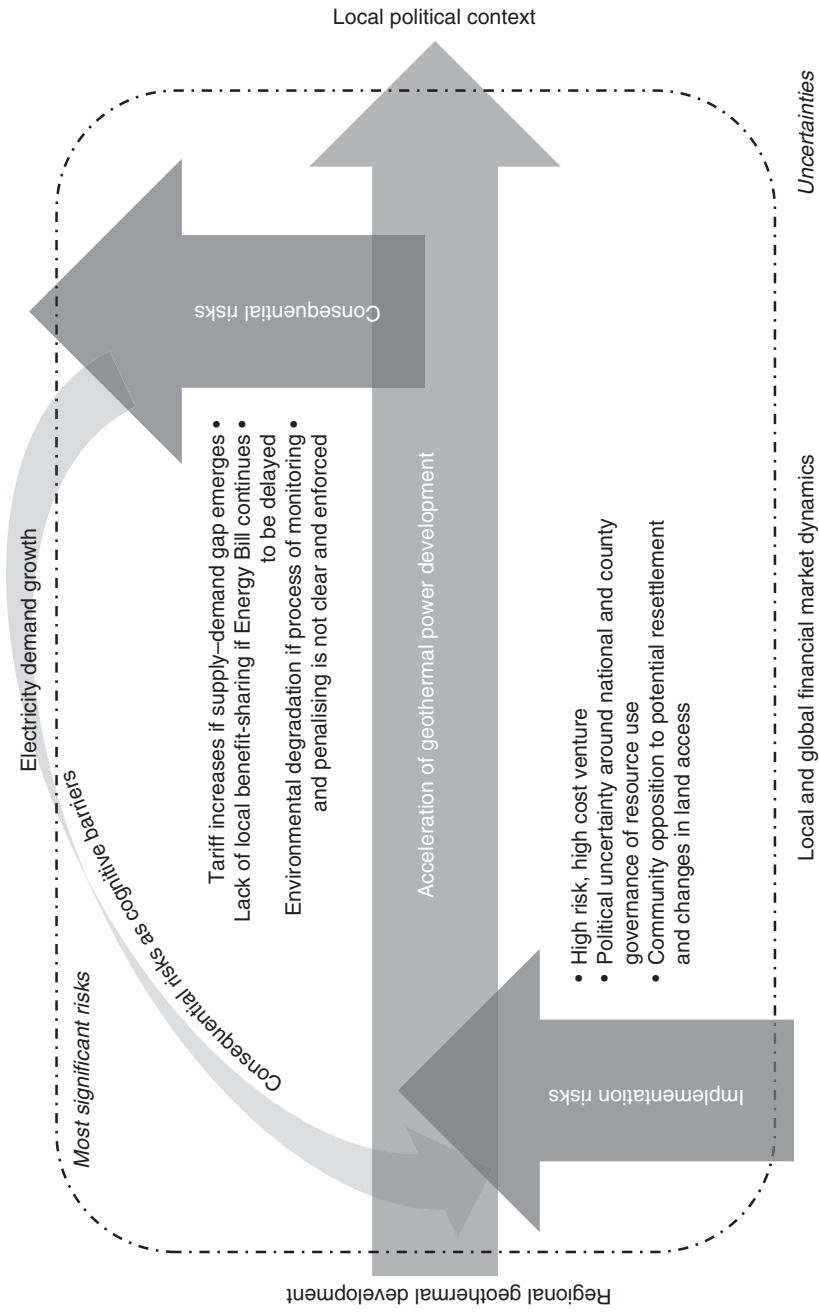 Local political context
Electricity demand growth
Most significant risks
Consequential risks as cognitive barriers
Tariff increases if supply–demand gap emerges •
Lack of local benefit-sharing if Energy Bill continues •
to be delayed
Environmental degradation if process of monitoring •
and penalising is not clear and enforced
Consequential risks
Acceleration of geothermal power development
Implementation risks
• High risk, high cost venture
• Political uncertainty around national and county
governance of resource use
• Community opposition to potential resettlement
and changes in land access
Regional geothermal development
Local and global financial market dynamics
Uncertainties